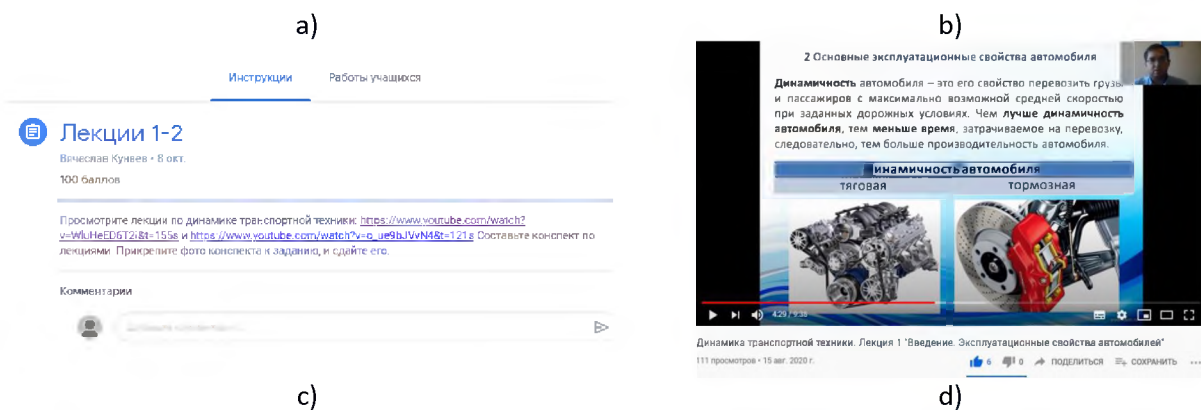 a)
b)
Инструкции
Работы учащихся
Лекции 1-2
Вячеслав Кунаев • 8 окт.
100 баллов
Просмотрите лекции по динамике транспортной техники: https://www.youtube.com/watch?
и
Составьте конспект по
лекциями. Прикрепите фото конспекта к заданию, и сдайте его.
Комментарии
c)
2 Основные эксплуатационные свойства автомобиля
Динамичность автомобиля – это его свойство перевозить грузы
и пассажиров с максимально возможной средней скоростью
при заданных дорожных условиях. Чем лучше динамичность
автомобиля, тем меньше время, затрачиваемое на перевозку,
следовательно, тем больше производительность автомобиля.
инамичность автомобиля
тяговая
тормозная
4:29 / 9:38
Динамика транспортной техники. Лекция 1 "Введение. Эксплуатационные свойства автомобилей"
111 просмотров • 15 авг. 2020 г.
6
0
ПОДЕЛИТЬСЯ
СОХРАНИТЬ
d)